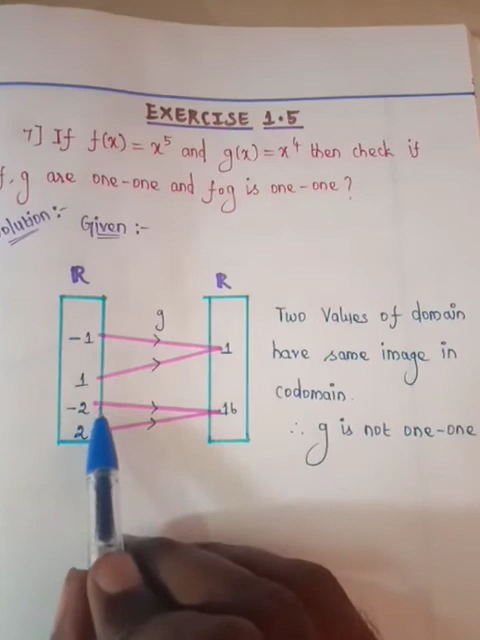 EXERCISE 1.5
7] If f(x) = x⁵ and g(x) = x⁴ then check if
f, g are one-one and fog is one-one?
Solution:- Given :-
R R
g
-1 1
1
-2 16
2
Two Values of domain
have same image in
codomain.
∴ g is not one-one